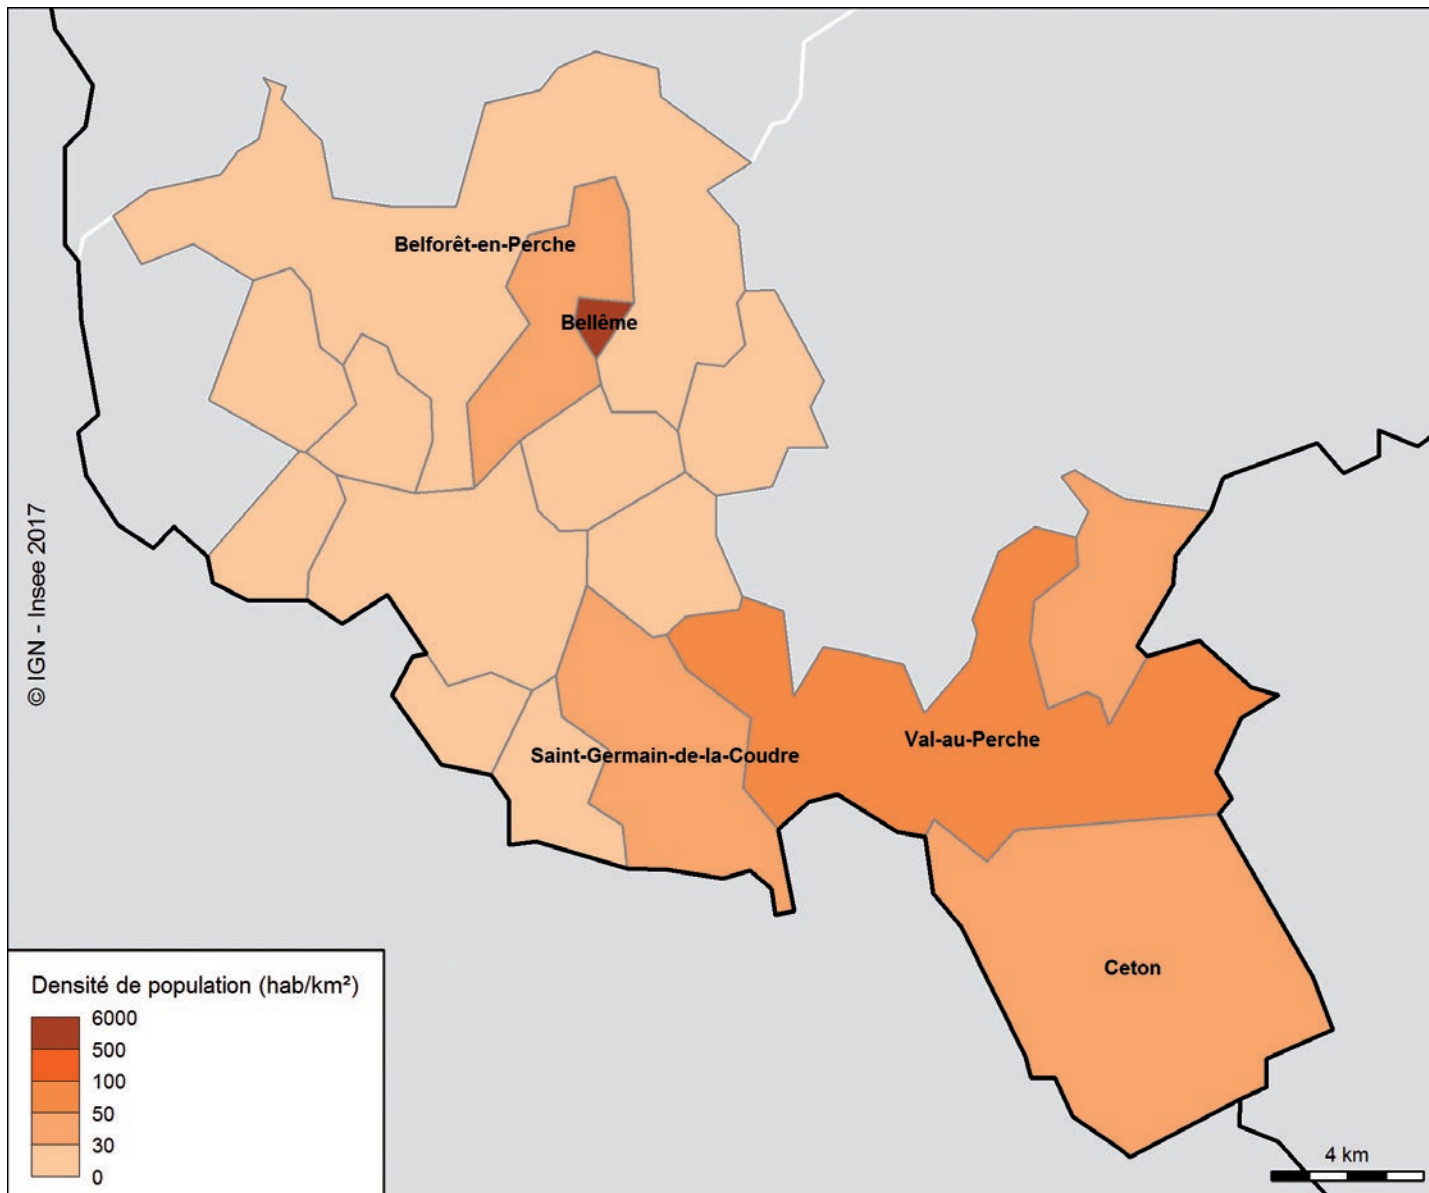 Belforêt-en-Perche
Bellême
© IGN - Insee 2017
Val-au-Perche
Saint-Germain-de-la-Coudre
Ceton
Densité de population (hab/km²)
6000
500
100
50
30
0
4 km